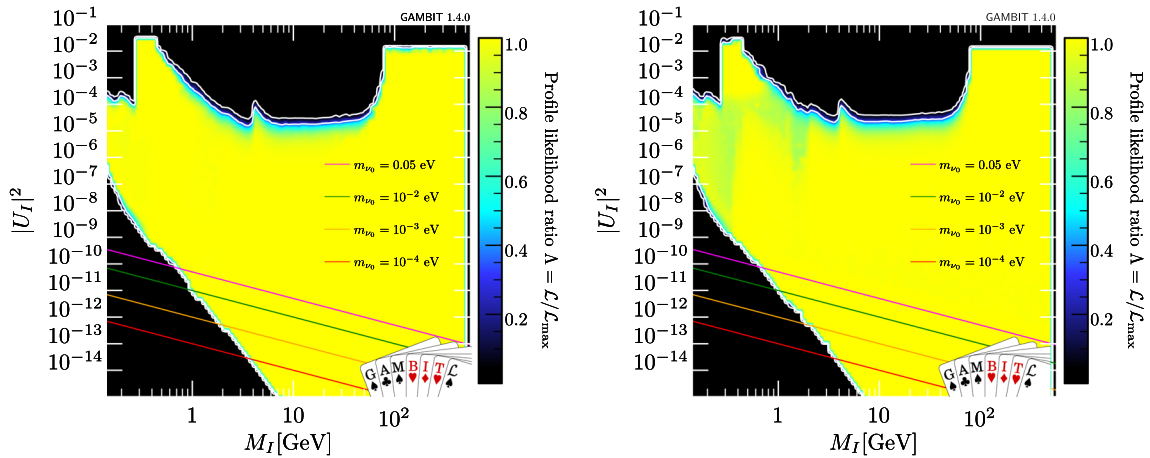 GAMBIT 1.4.0
10⁻¹
10⁻²
10⁻³
10⁻⁴
10⁻⁵
10⁻⁶
10⁻⁷
10⁻⁸
10⁻⁹
10⁻¹⁰
10⁻¹¹
10⁻¹²
10⁻¹³
10⁻¹⁴
|U_I|²
m_ν₀ = 0.05 eV
m_ν₀ = 10⁻² eV
m_ν₀ = 10⁻³ eV
m_ν₀ = 10⁻⁴ eV
G A M B I T L
1 10 10²
M_I[GeV]
1.0
0.8
0.6
0.4
0.2
Profile likelihood ratio Λ = ℒ/ℒ_max
GAMBIT 1.4.0
10⁻¹
10⁻²
10⁻³
10⁻⁴
10⁻⁵
10⁻⁶
10⁻⁷
10⁻⁸
10⁻⁹
10⁻¹⁰
10⁻¹¹
10⁻¹²
10⁻¹³
10⁻¹⁴
|U_I|²
m_ν₀ = 0.05 eV
m_ν₀ = 10⁻² eV
m_ν₀ = 10⁻³ eV
m_ν₀ = 10⁻⁴ eV
G A M B I T L
1 10 10²
M_I[GeV]
1.0
0.8
0.6
0.4
0.2
Profile likelihood ratio Λ = ℒ/ℒ_max